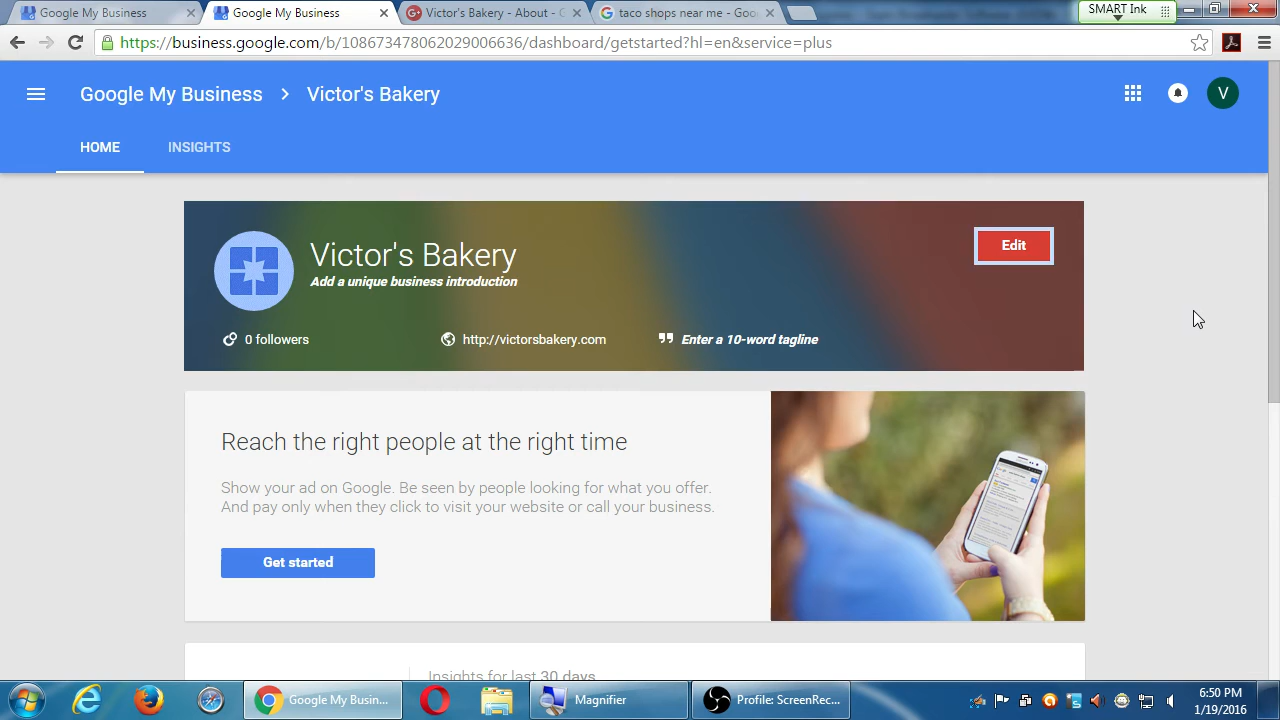 Google My Business
Google My Business
Victor's Bakery - About - G
taco shops near me - Goo
SMART Ink
https://business.google.com/b/108673478062029006636/dashboard/getstarted?hl=en&service=plus
Google My Business > Victor's Bakery
V
HOME INSIGHTS
Victor's Bakery
Edit
Add a unique business introduction
0 followers
http://victorsbakery.com
Enter a 10-word tagline
Reach the right people at the right time
Show your ad on Google. Be seen by people looking for what you offer.
And pay only when they click to visit your website or call your business.
Get started
Insights for last 30 days
Google My Busin...
Magnifier
Profile: ScreenRec...
6:50 PM
1/19/2016